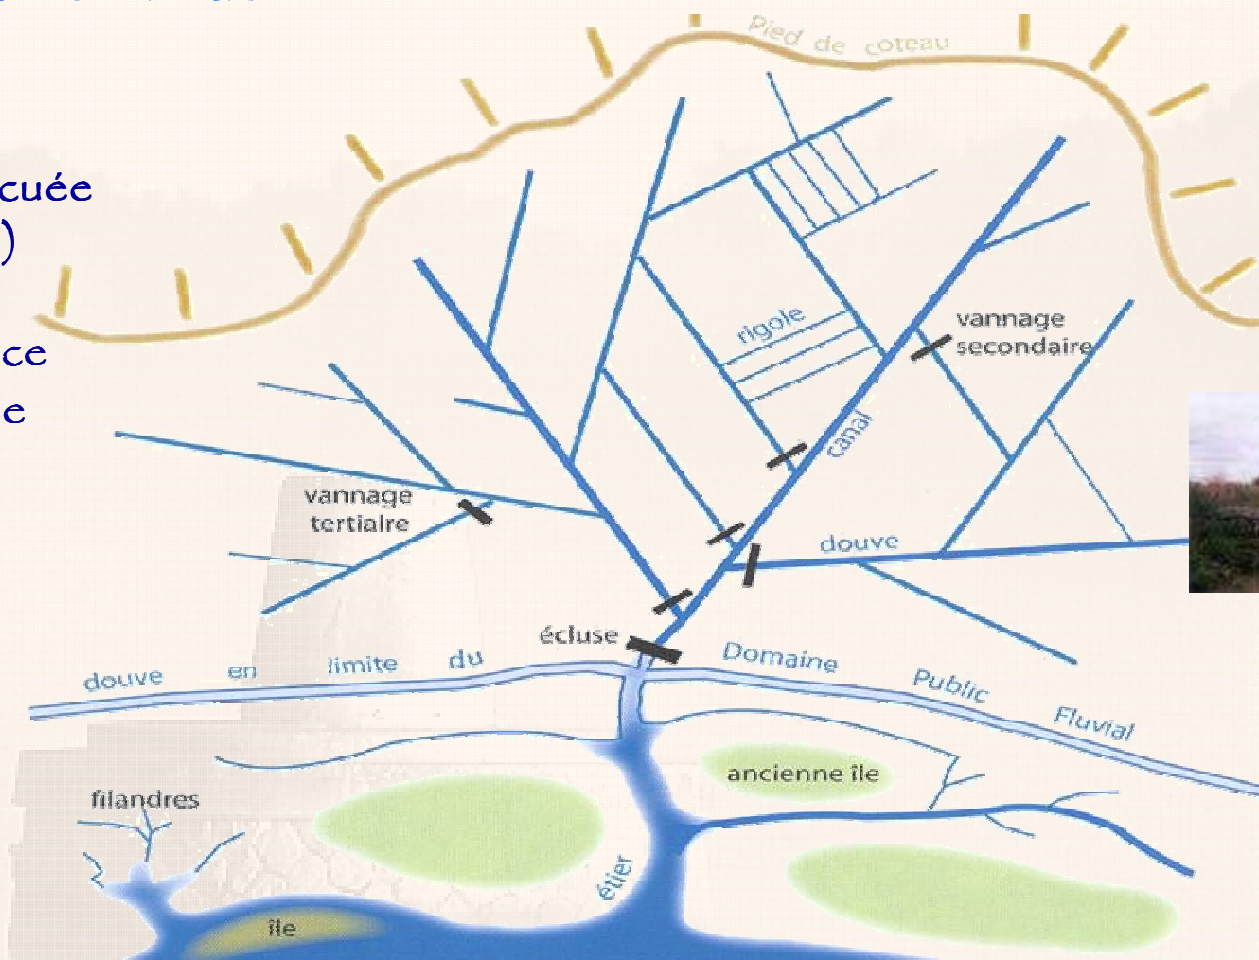 Pied de coteau
cuée
)
ce
e
rigole
vannage
secondaire
canal
vannage
tertiaire
douve
écluse
douve en limite du Domaine Public Fluvial
ancienne île
filandres
étier
île